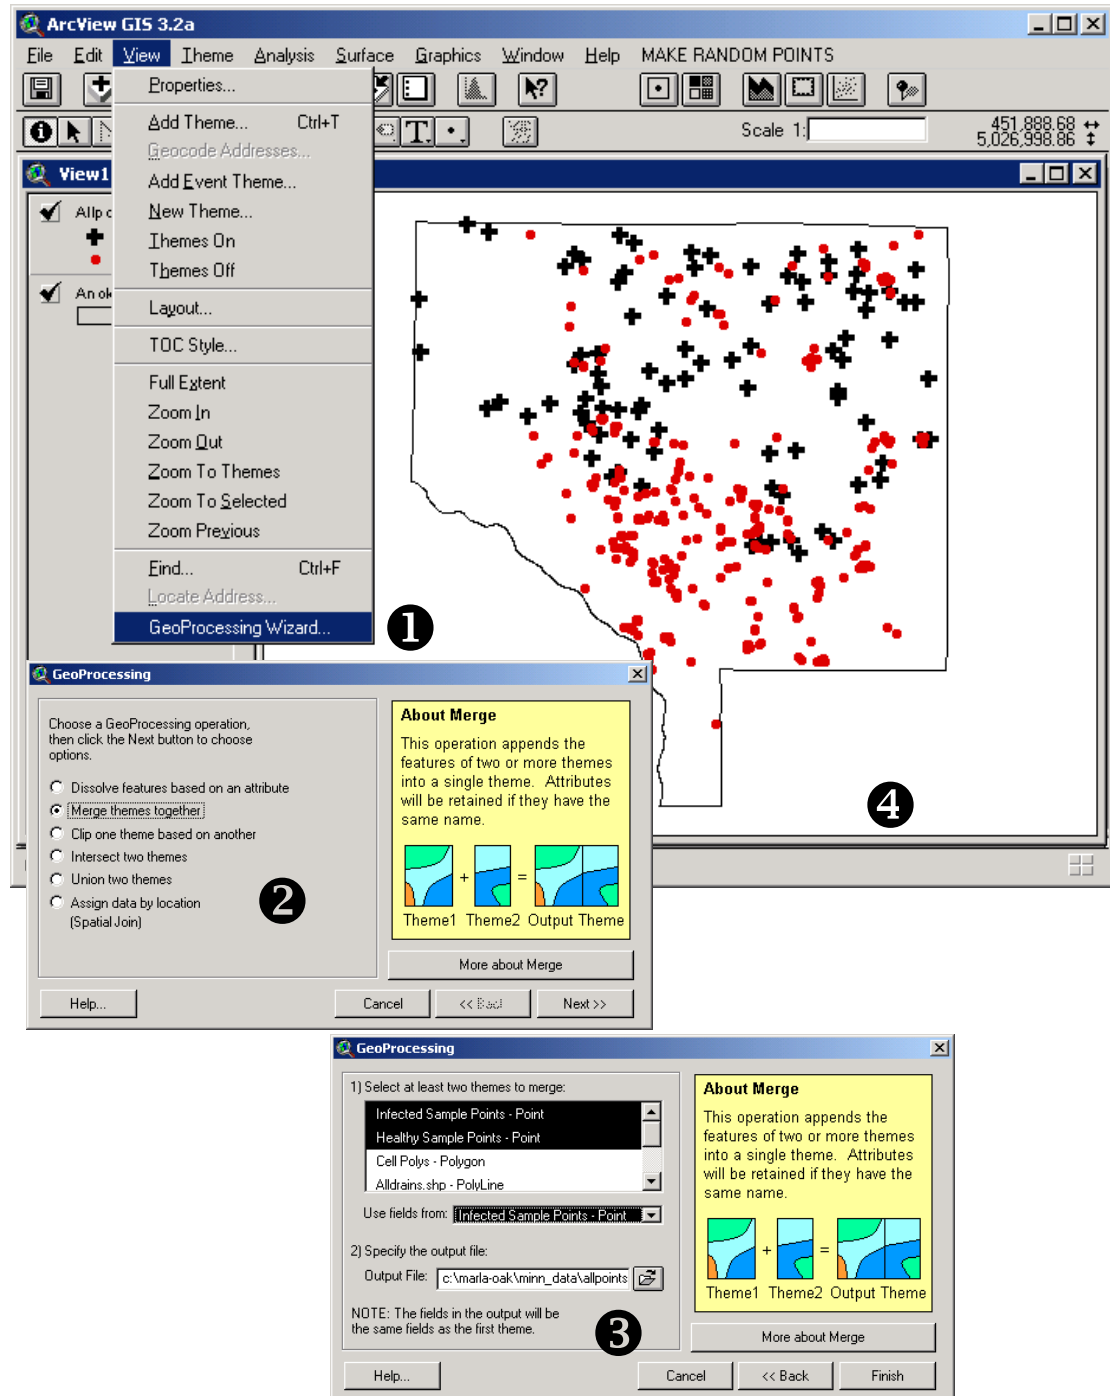 ArcView GIS 3.2a
File Edit View Theme Analysis Surface Graphics Window Help MAKE RANDOM POINTS
Scale 1:
451,888.68
5,026,998.86
View1
Properties...
Add Theme... Ctrl+T
Geocode Addresses...
Add Event Theme...
New Theme...
Themes On
Themes Off
Layout...
TOC Style...
Full Extent
Zoom In
Zoom Out
Zoom To Themes
Zoom To Selected
Zoom Previous
Find... Ctrl+F
Locate Address...
GeoProcessing Wizard...
1
4
GeoProcessing
Choose a GeoProcessing operation,
then click the Next button to choose
options.
Dissolve features based on an attribute
Merge themes together
Clip one theme based on another
Intersect two themes
Union two themes
Assign data by location
(Spatial Join)
2
About Merge
This operation appends the
features of two or more themes
into a single theme. Attributes
will be retained if they have the
same name.
+ =
Theme1 Theme2 Output Theme
More about Merge
Help... Cancel << Back Next >>
GeoProcessing
1) Select at least two themes to merge:
Infected Sample Points - Point
Healthy Sample Points - Point
Cell Polys - Polygon
Alldrains.shp - PolyLine
Use fields from: Infected Sample Points - Point
2) Specify the output file:
Output File: c:\marla-oak\minn_data\allpoints
NOTE: The fields in the output will be
the same fields as the first theme.
3
About Merge
This operation appends the
features of two or more themes
into a single theme. Attributes
will be retained if they have the
same name.
+ =
Theme1 Theme2 Output Theme
More about Merge
Help... Cancel << Back Finish